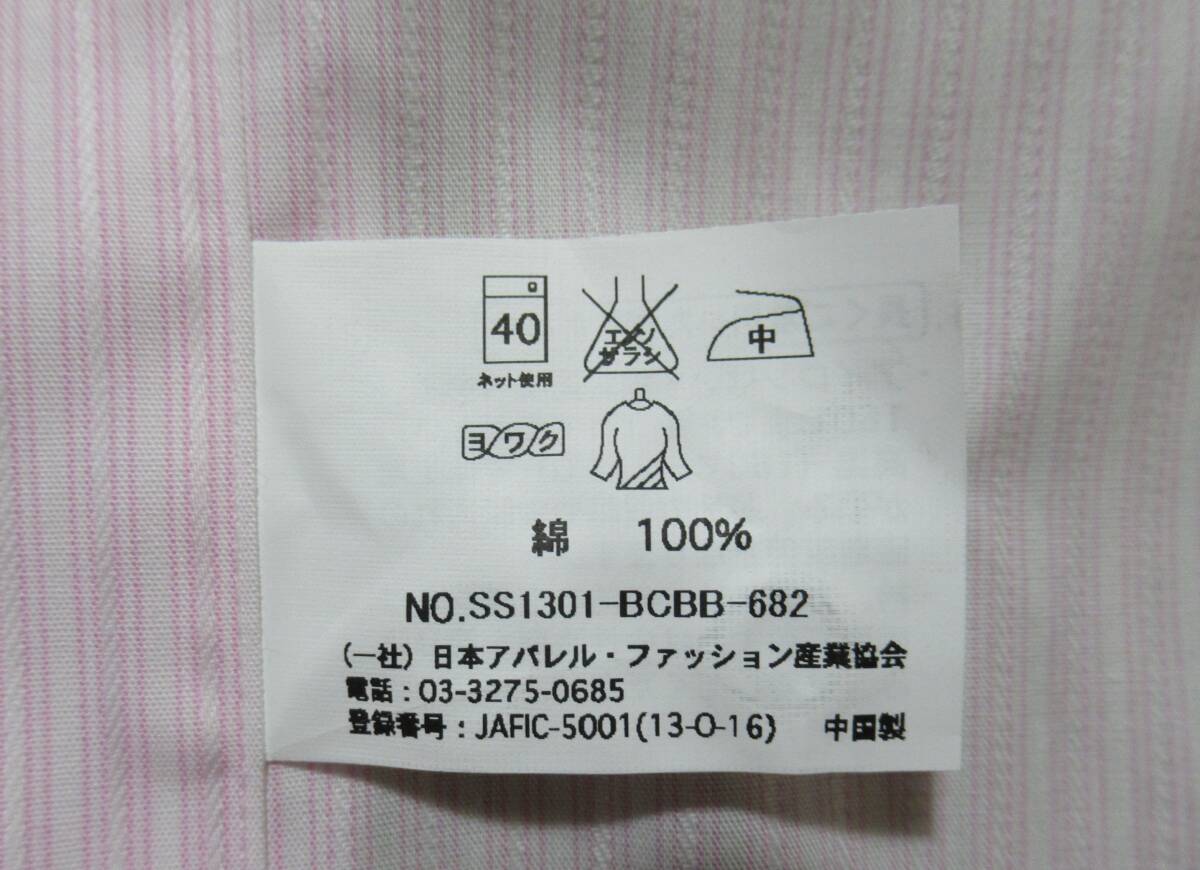 40
ネット使用
エンソ
サラシ
中
ヨワク
綿 100%
NO.SS1301-BCBB-682
(一社)日本アパレル・ファッション産業協会
電話:03-3275-0685
登録番号:JAFIC-5001(13-O-16) 中国製